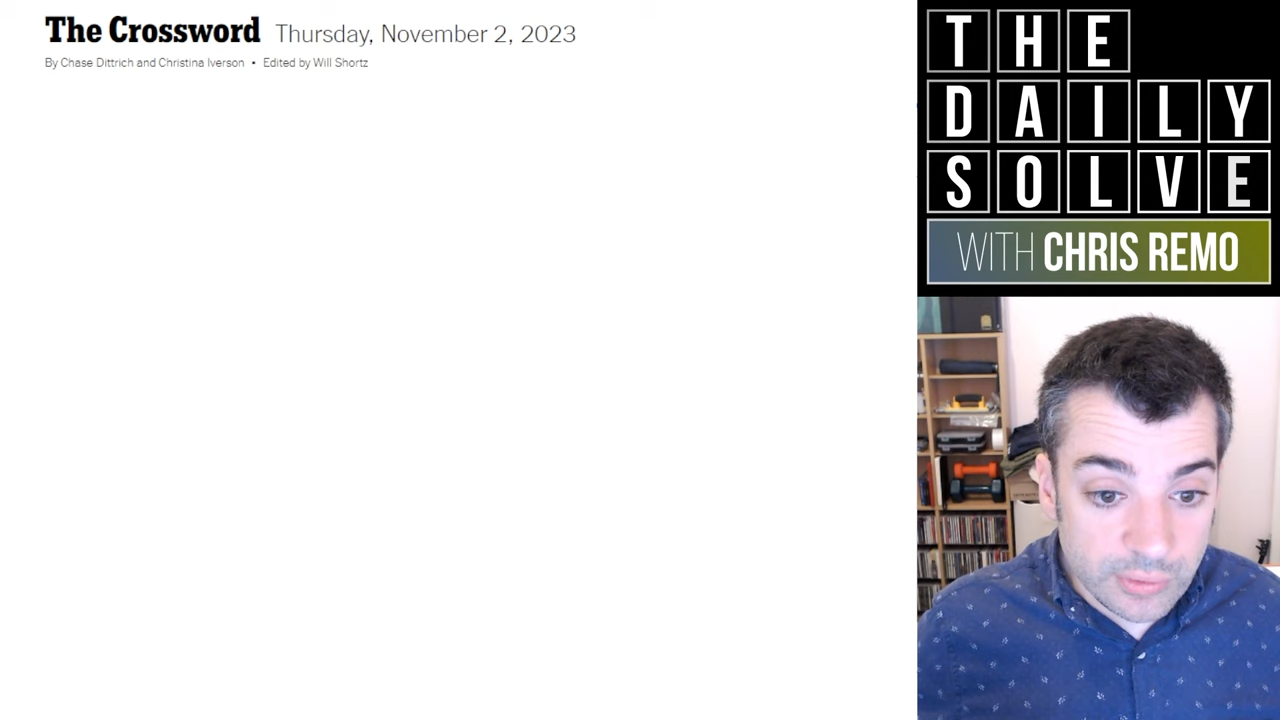 The Crossword Thursday, November 2, 2023
By Chase Dittrich and Christina Iverson • Edited by Will Shortz
THE
DAILY
SOLVE
WITH CHRIS REMO